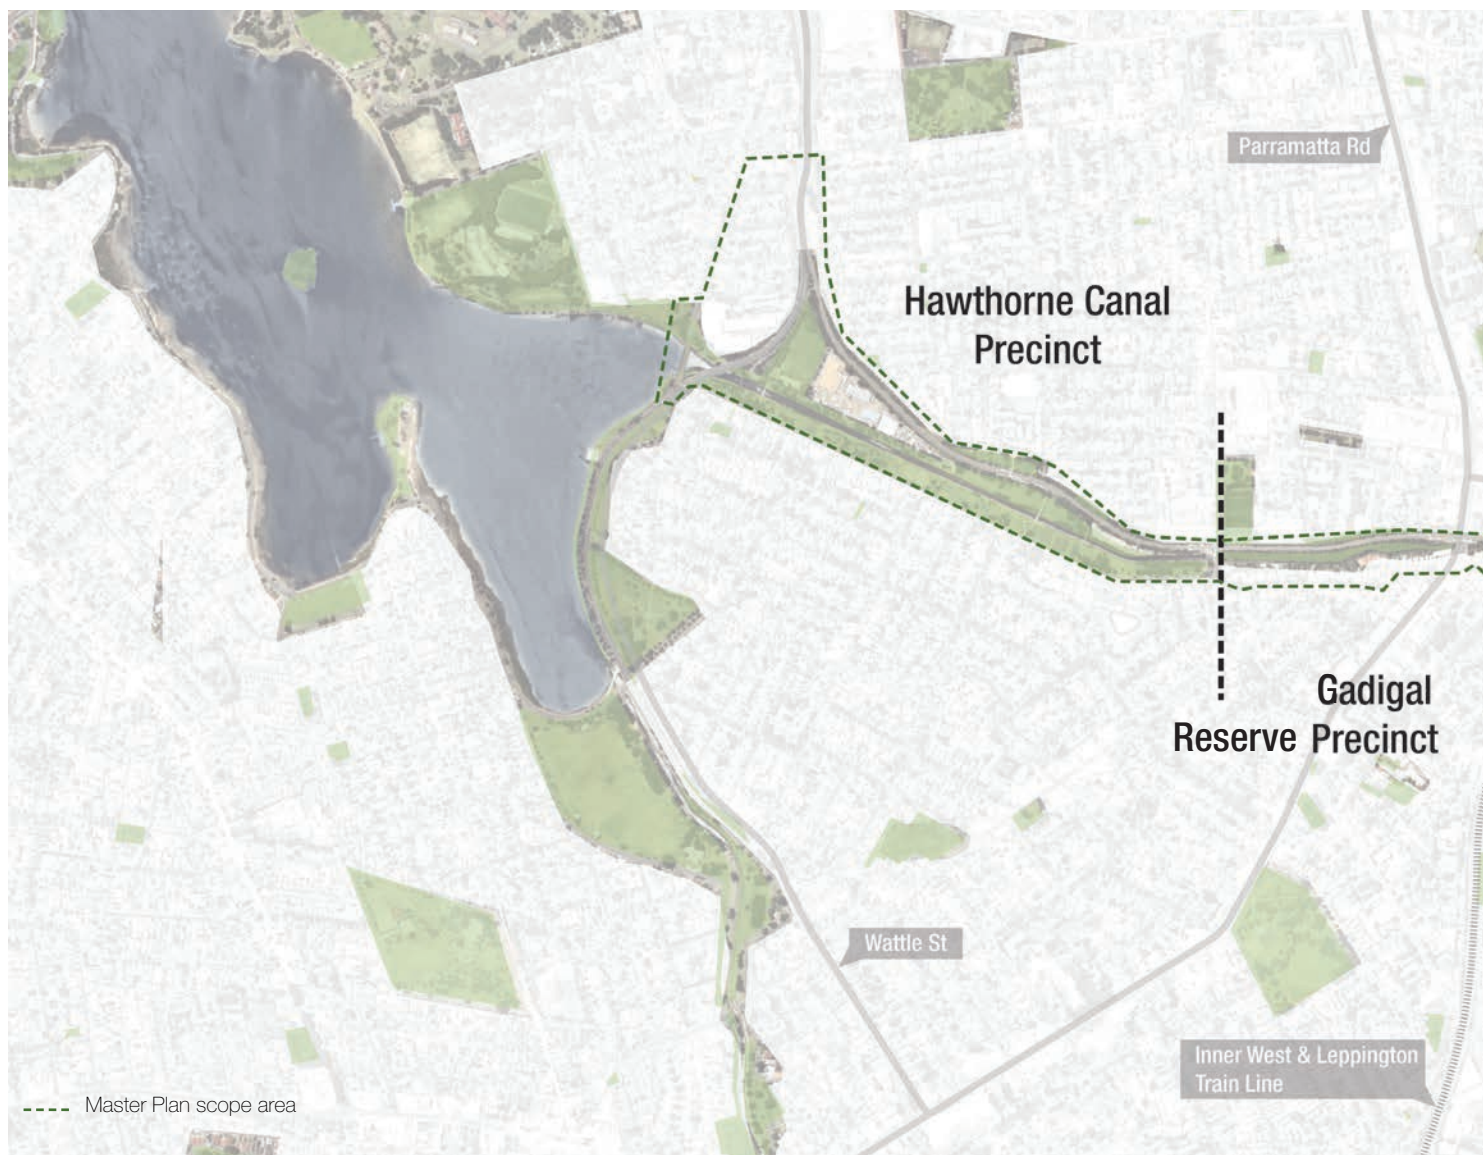 Parramatta Rd
Hawthorne Canal
Precinct
Gadigal
Reserve Precinct
Wattle St
Inner West & Leppington
Train Line
Master Plan scope area